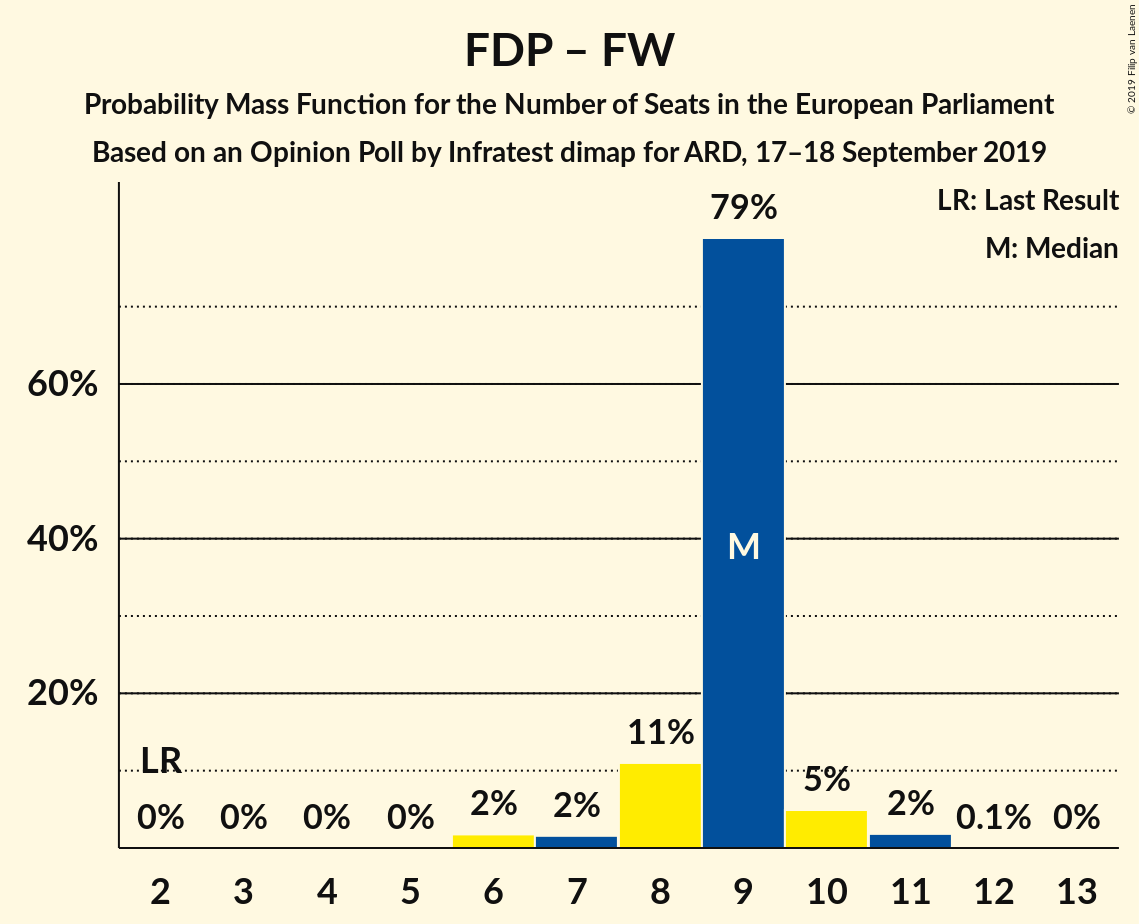 FDP – FW
Probability Mass Function for the Number of Seats in the European Parliament
Based on an Opinion Poll by Infratest dimap for ARD, 17–18 September 2019
© 2019 Filip van Laenen
LR: Last Result
M: Median
79%
60%
40%
M
20%
11%
LR
5%
0% 0% 0% 0% 2% 2% 2% 0.1% 0%
2 3 4 5 6 7 8 9 10 11 12 13